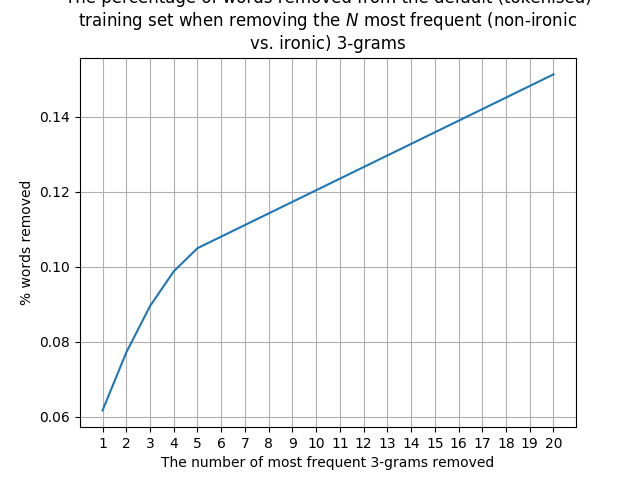 The percentage of words removed from the default (tokenised)
training set when removing the N most frequent (non-ironic
vs. ironic) 3-grams
0.14
0.12
0.10
0.08
0.06
% words removed
1 2 3 4 5 6 7 8 9 10 11 12 13 14 15 16 17 18 19 20
The number of most frequent 3-grams removed